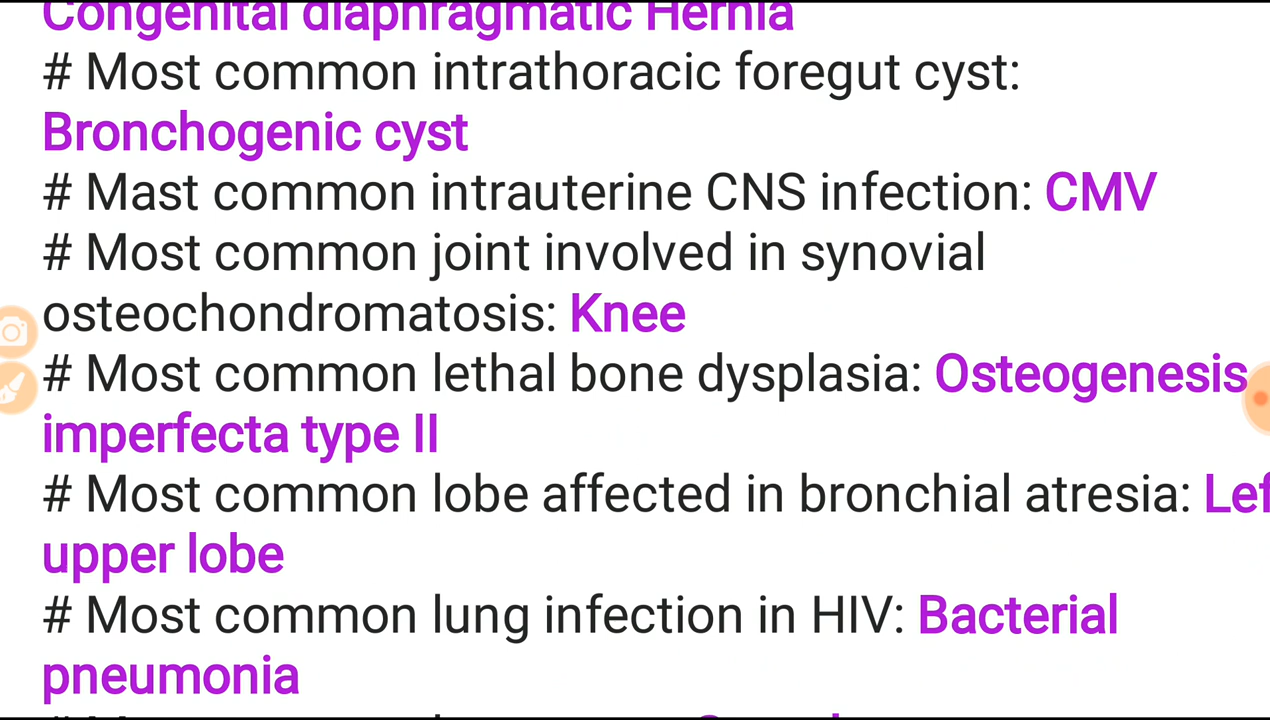 Congenital diaphragmatic Hernia
# Most common intrathoracic foregut cyst:
Bronchogenic cyst
# Mast common intrauterine CNS infection: CMV
# Most common joint involved in synovial
osteochondromatosis: Knee
# Most common lethal bone dysplasia: Osteogenesis
imperfecta type II
# Most common lobe affected in bronchial atresia: Lef
upper lobe
# Most common lung infection in HIV: Bacterial
pneumonia